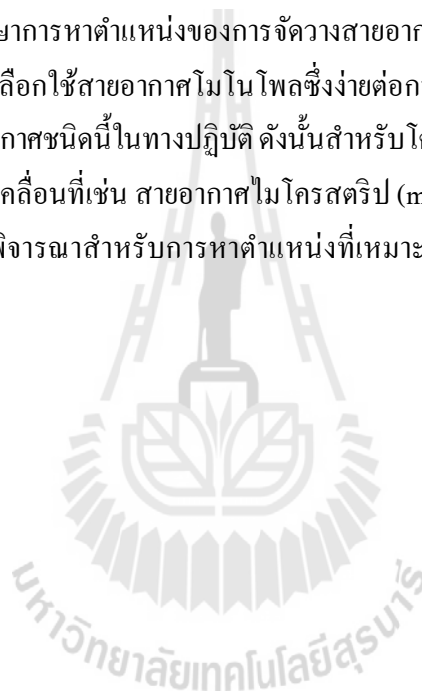 ษาการหาตำแหน่งของการจัดวางสายอาก
ลือกใช้สายอากาศโมโนโพลซึ่งง่ายต่อกา
กาศชนิดนี้ในทางปฏิบัติ ดังนั้นสำหรับโค
คลื่อนที่เช่น สายอากาศไมโครสตริป (m
พิจารณาสำหรับการหาตำแหน่งที่เหมาะ
มหาวิทยาลัยเทคโนโลยีสุรนารี